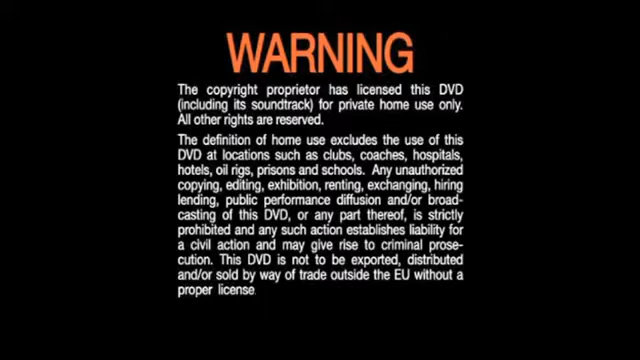 WARNING
The copyright proprietor has licensed this DVD
(including its soundtrack) for private home use only.
All other rights are reserved.
The definition of home use excludes the use of this
DVD at locations such as clubs, coaches, hospitals,
hotels, oil rigs, prisons and schools. Any unauthorized
copying, editing, exhibition, renting, exchanging, hiring
lending, public performance diffusion and/or broad-
casting of this DVD, or any part thereof, is strictly
prohibited and any such action establishes liability for
a civil action and may give rise to criminal prose-
cution. This DVD is not to be exported, distributed
and/or sold by way of trade outside the EU without a
proper license.